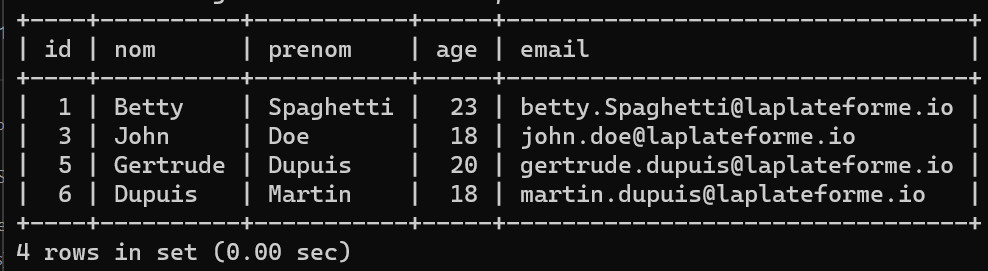 +----+----------+-----------+-----+--------------------------------+
| id | nom      | prenom    | age | email                          |
+----+----------+-----------+-----+--------------------------------+
|  1 | Betty    | Spaghetti |  23 | betty.Spaghetti@laplateforme.io |
|  3 | John     | Doe       |  18 | john.doe@laplateforme.io       |
|  5 | Gertrude | Dupuis    |  20 | gertrude.dupuis@laplateforme.io |
|  6 | Dupuis   | Martin    |  18 | martin.dupuis@laplateforme.io  |
+----+----------+-----------+-----+--------------------------------+
4 rows in set (0.00 sec)